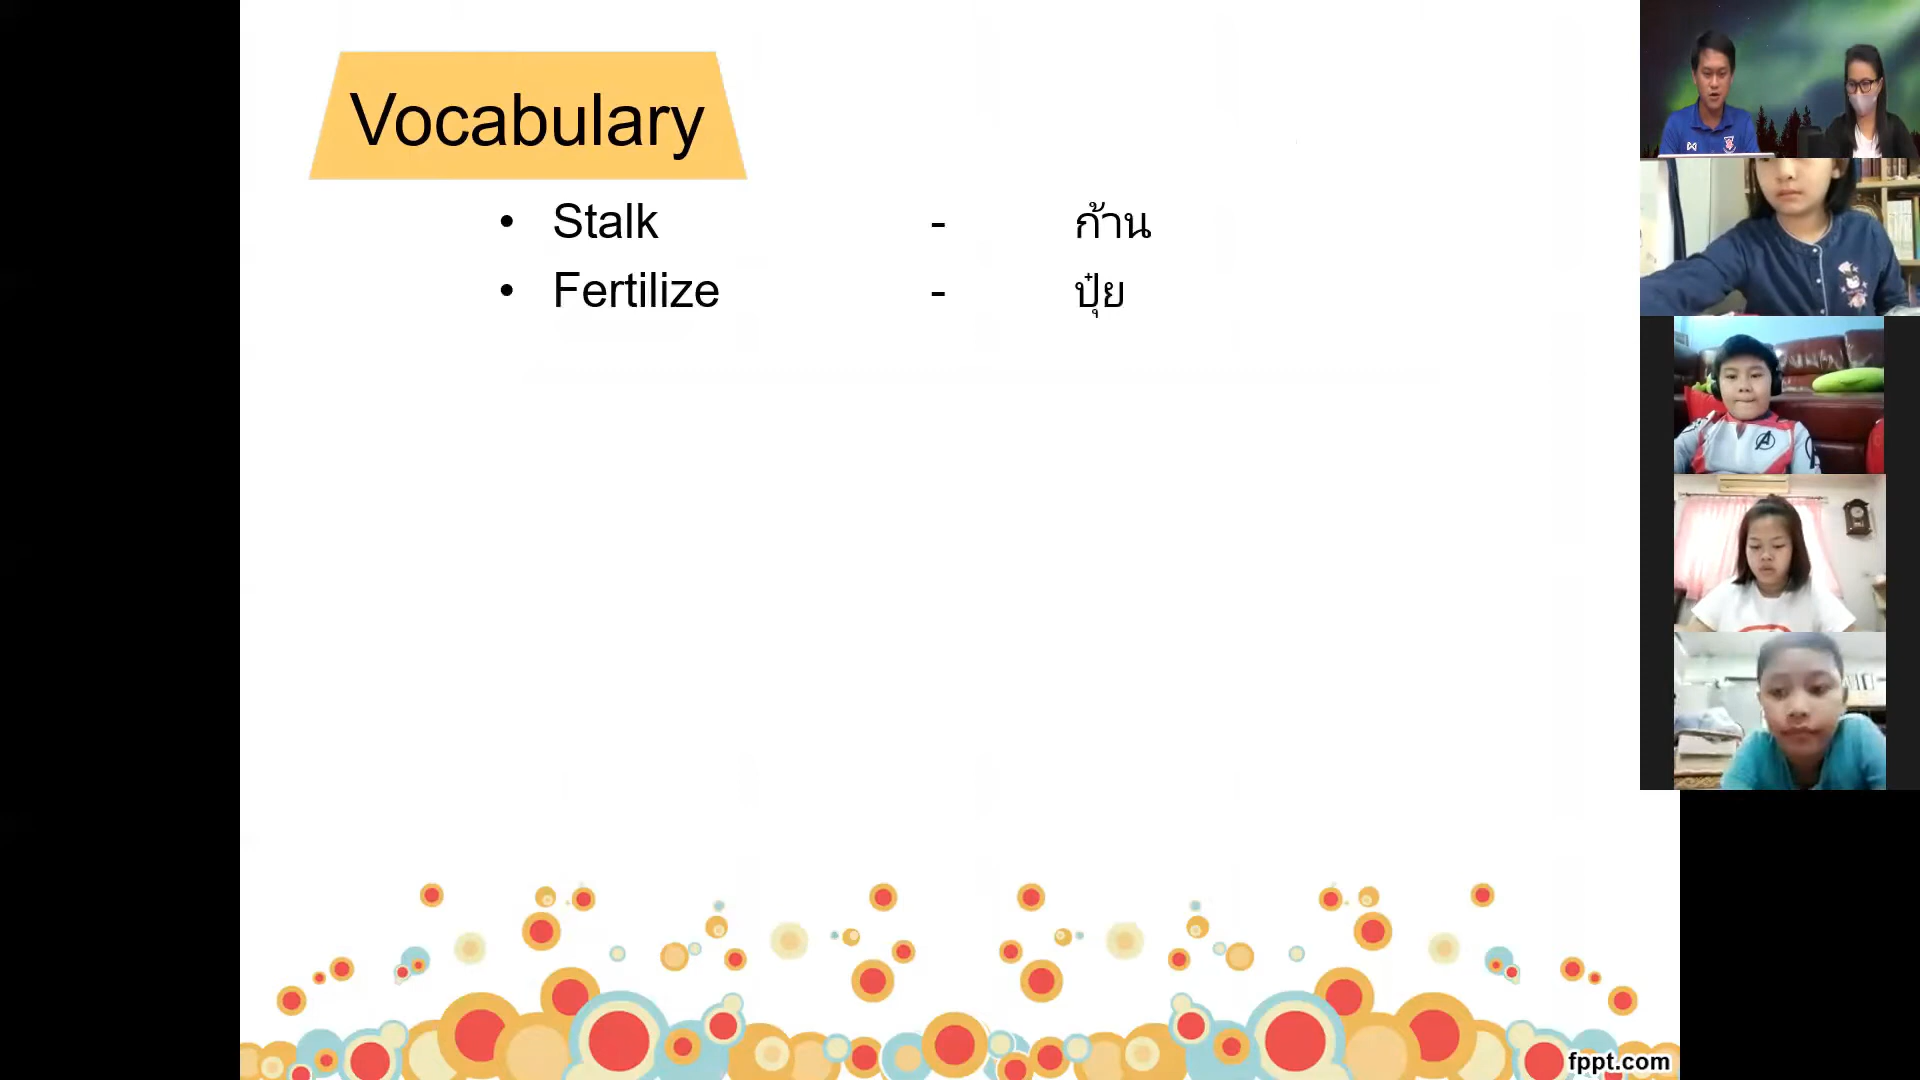 Vocabulary
• Stalk - ก้าน
• Fertilize - ปุ๋ย
fppt.com